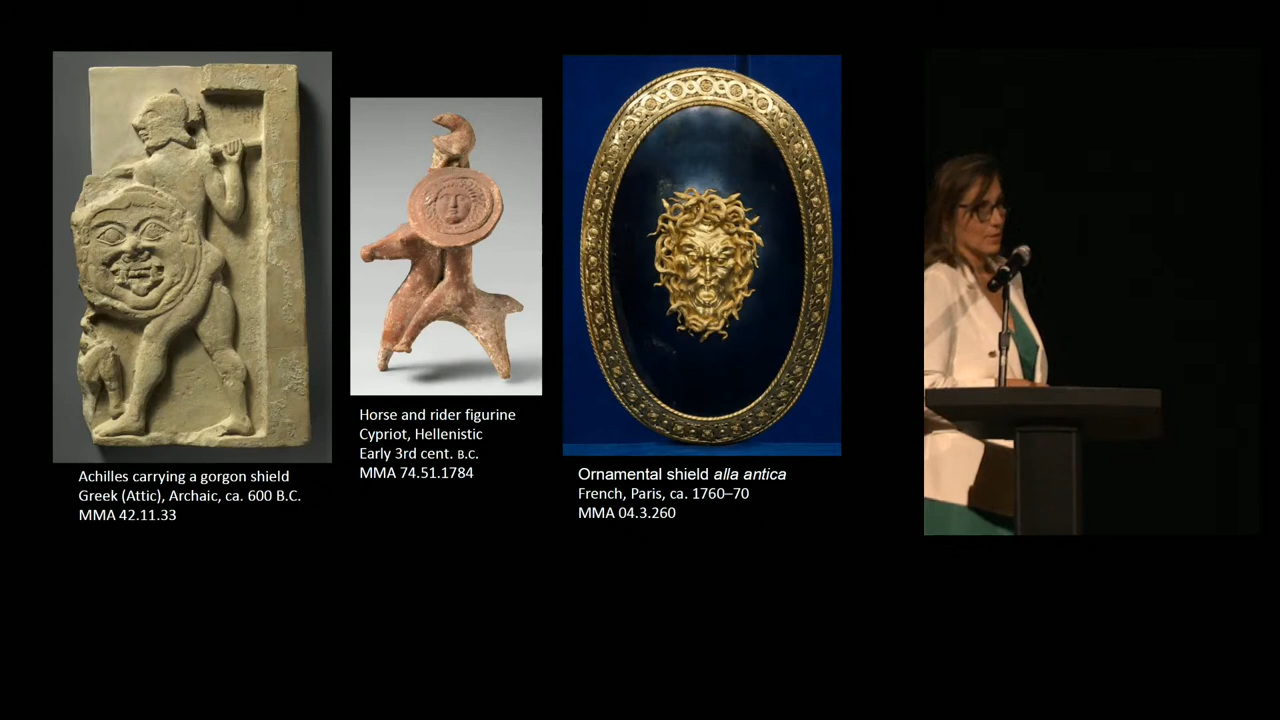 Achilles carrying a gorgon shield
Greek (Attic), Archaic, ca. 600 B.C.
MMA 42.11.33
Horse and rider figurine
Cypriot, Hellenistic
Early 3rd cent. B.C.
MMA 74.51.1784
Ornamental shield alla antica
French, Paris, ca. 1760–70
MMA 04.3.260